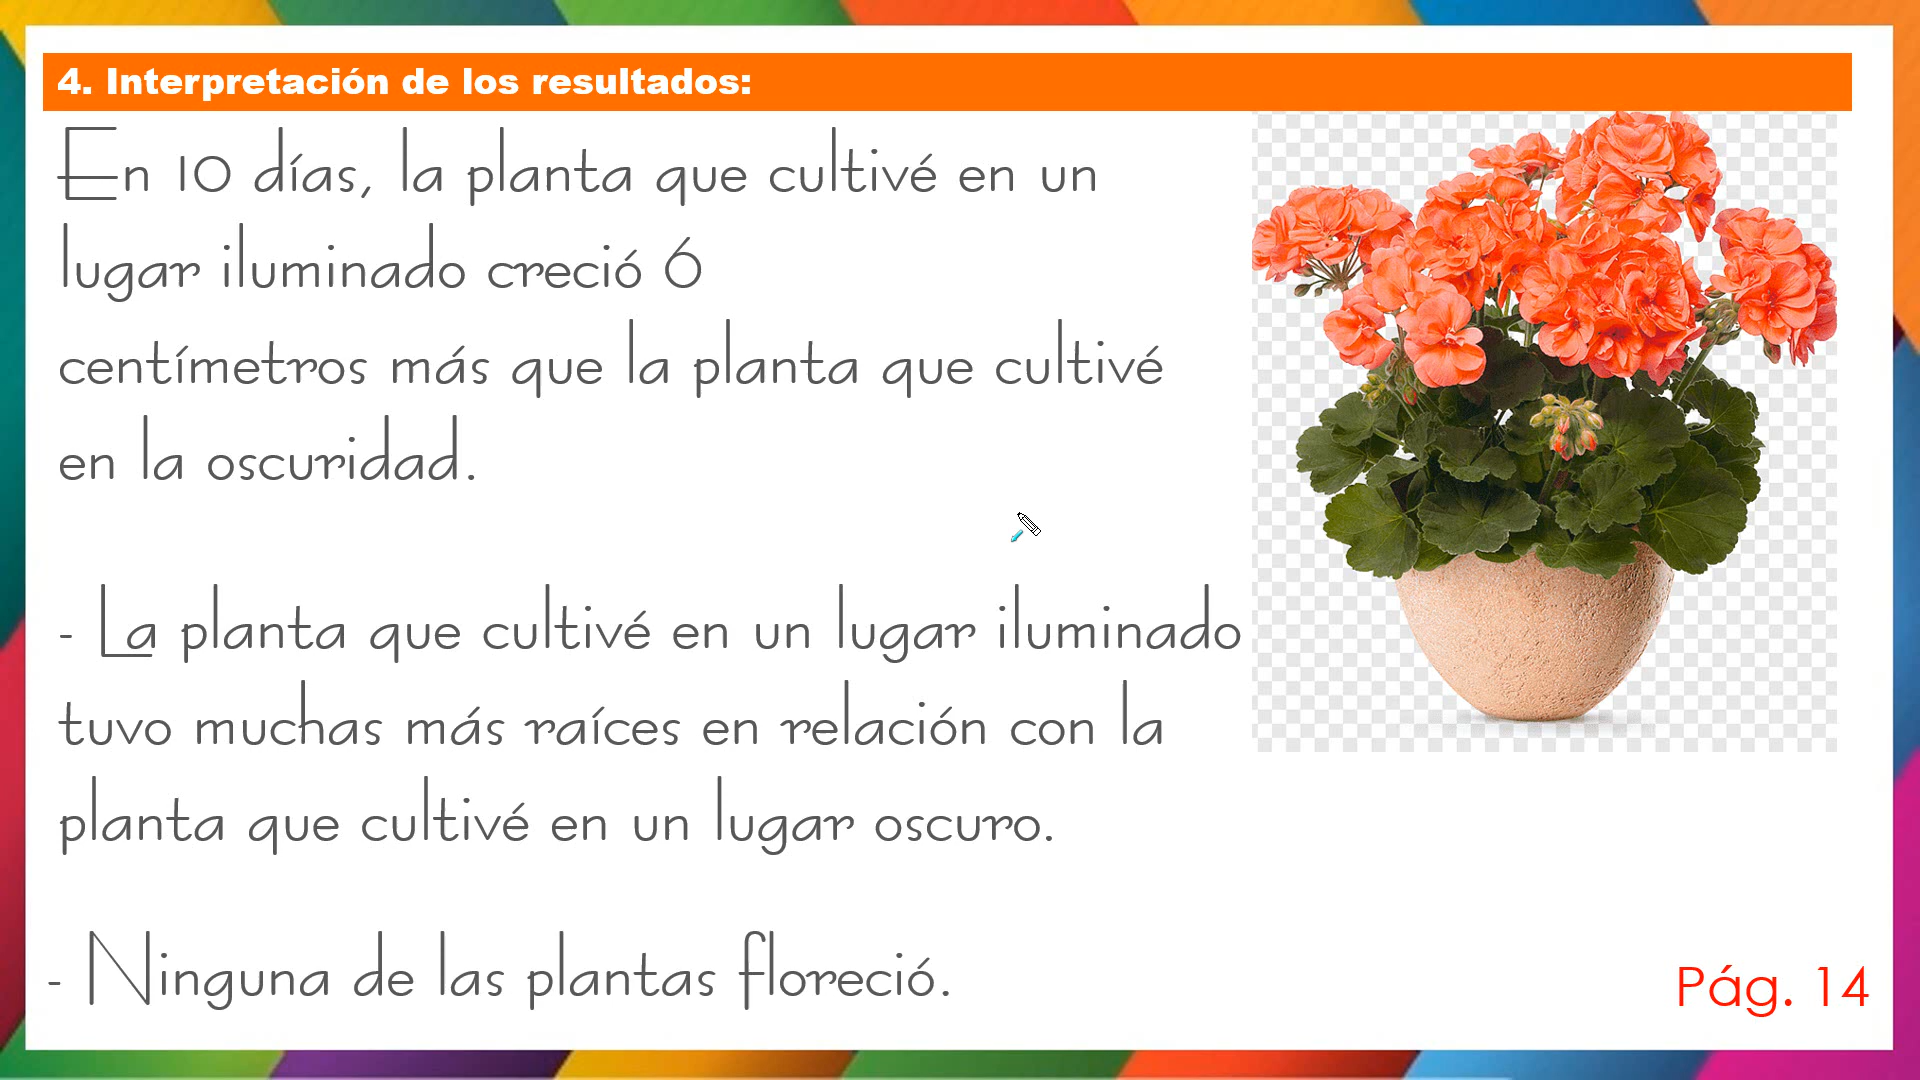 4. Interpretación de los resultados:
En 10 días, la planta que cultivé en un
lugar iluminado creció 6
centímetros más que la planta que cultivé
en la oscuridad.
- La planta que cultivé en un lugar iluminado
tuvo muchas más raíces en relación con la
planta que cultivé en un lugar oscuro.
- Ninguna de las plantas floreció.
Pág. 14